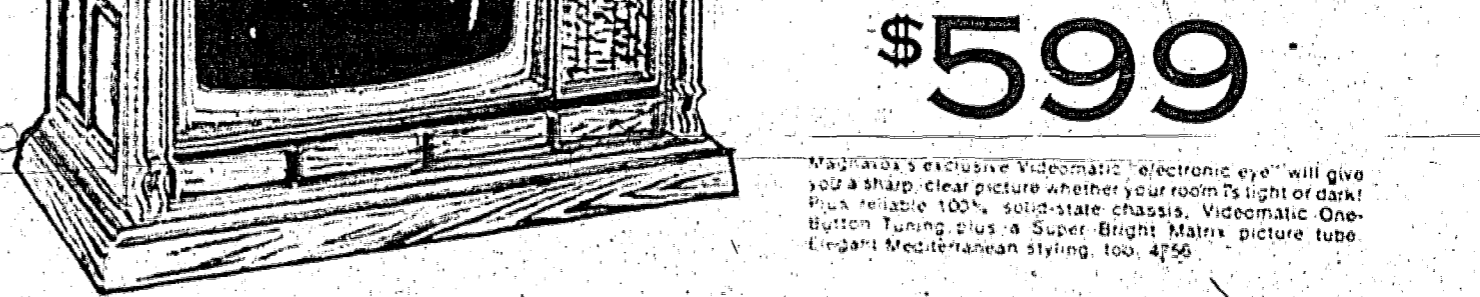 $599
Magnavox's exclusive Videomatic "electronic eye" will give
you a sharp, clear picture whether your room is light or dark!
Plus reliable 100% solid-state chassis, Videomatic One-
Button Tuning plus a Super Bright Matrix picture tube.
Elegant Mediterranean styling, too. 4756